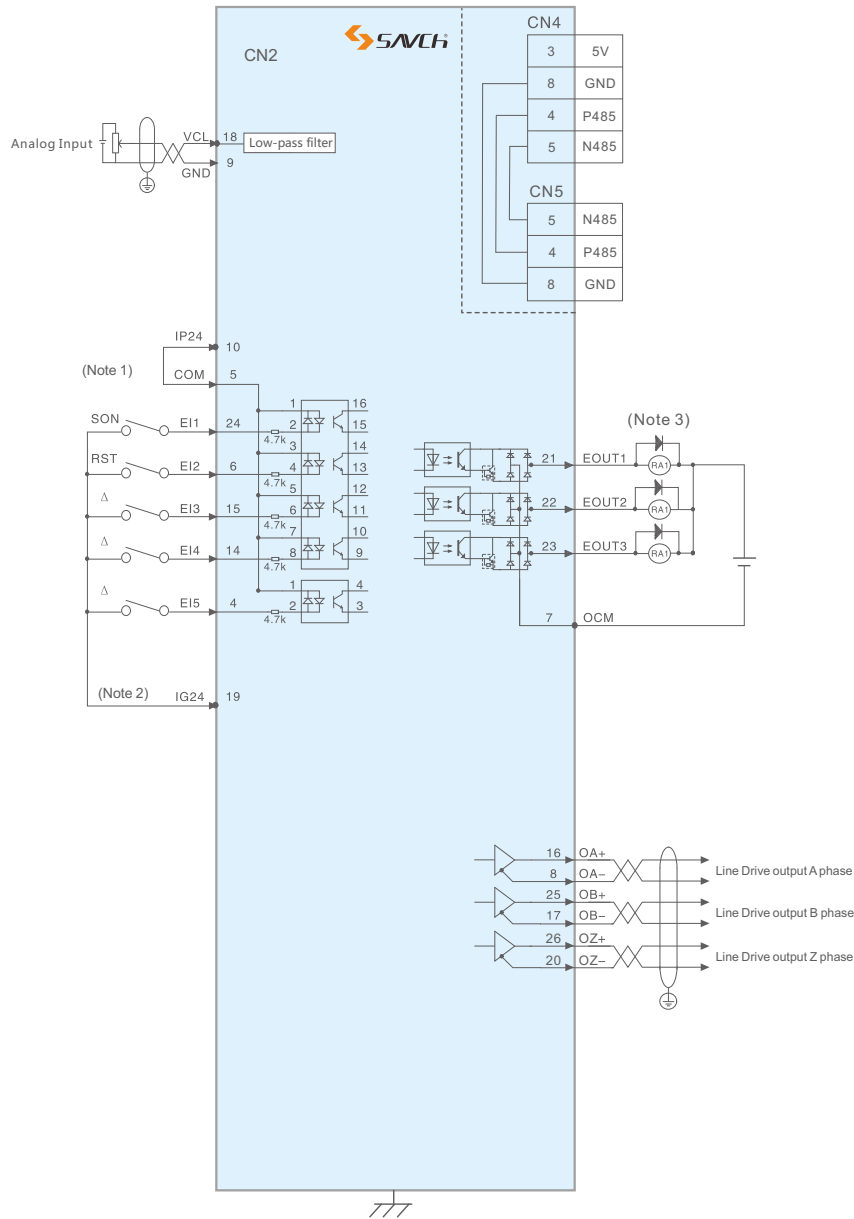 CN2
SAVCH
CN4
3 5V
8 GND
4 P485
5 N485
CN5
5 N485
4 P485
8 GND
Analog Input
VCL 18 Low-pass filter
GND 9
IP24 10
(Note 1)
COM 5
SON EI1 24 4.7k
RST EI2 6 4.7k
Δ EI3 15 4.7k
Δ EI4 14 4.7k
Δ EI5 4 4.7k
1 16
2 15
3 14
4 13
5 12
6 11
7 10
8 9
1 4
2 3
(Note 2) IG24 19
(Note 3)
21 EOUT1 RA1
22 EOUT2 RA1
23 EOUT3 RA1
7 OCM
16 OA+
8 OA–
Line Drive output A phase
25 OB+
17 OB–
Line Drive output B phase
26 OZ+
20 OZ–
Line Drive output Z phase